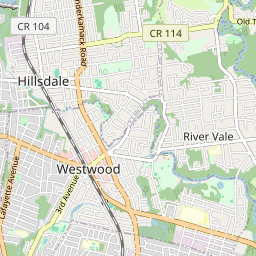 CR 104
Kinderkamack Road
CR 114
Old T
Hillsdale
River Vale
Westwood
Lafayette Avenue
3rd Avenue